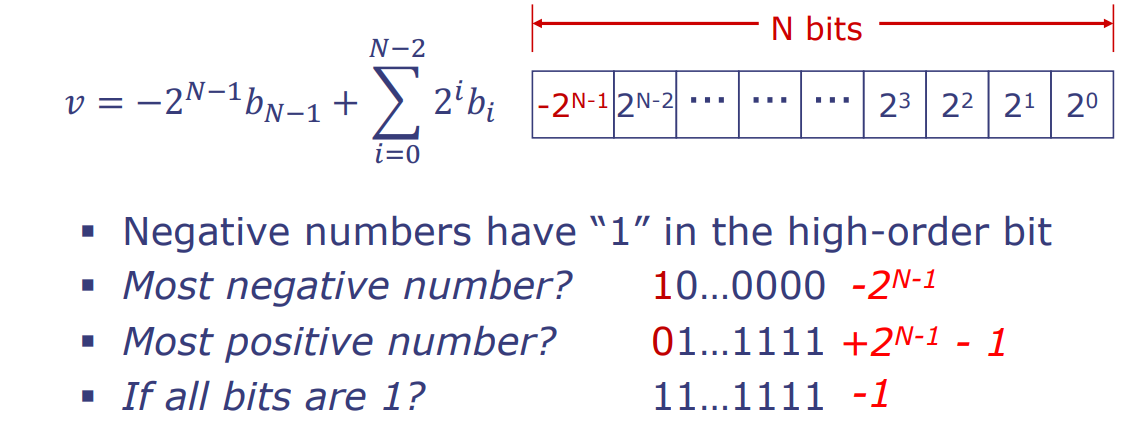 N bits
v = −2^{N−1}b_{N−1} + \sum_{i=0}^{N−2} 2^i b_i
-2^{N-1} 2^{N-2} ... ... ... 2^3 2^2 2^1 2^0
▪ Negative numbers have “1” in the high-order bit
▪ Most negative number? 10…0000 -2^{N-1}
▪ Most positive number? 01…1111 +2^{N-1} - 1
▪ If all bits are 1? 11…1111 -1